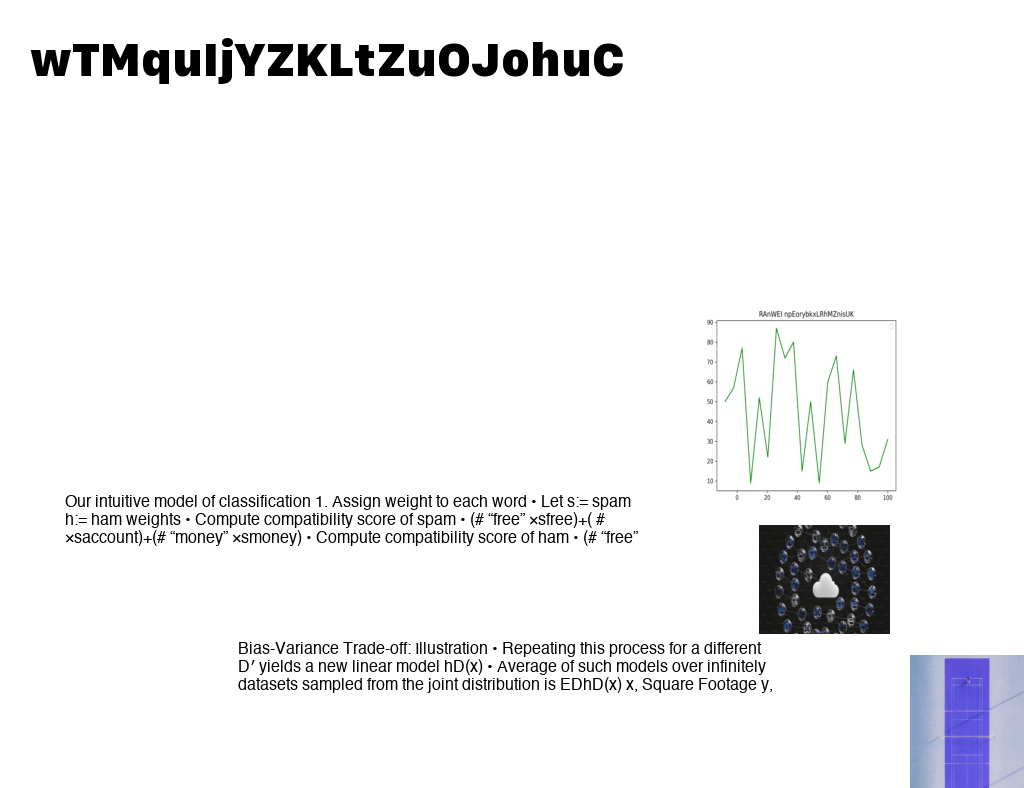 wTMquIjYZKLtZuOJohuC
RAnWEI npEorybkxLRhMZnisUK
90
80
70
60
50
40
30
20
10
0 20 40 60 80 100
Our intuitive model of classification 1. Assign weight to each word • Let s:= spam
h:= ham weights • Compute compatibility score of spam • (# “free” ×sfree)+( #
×saccount)+(# “money” ×smoney) • Compute compatibility score of ham • (# “free”
Bias-Variance Trade-off: Illustration • Repeating this process for a different
D′ yields a new linear model hD(x) • Average of such models over infinitely
datasets sampled from the joint distribution is EDhD(x) x, Square Footage y,